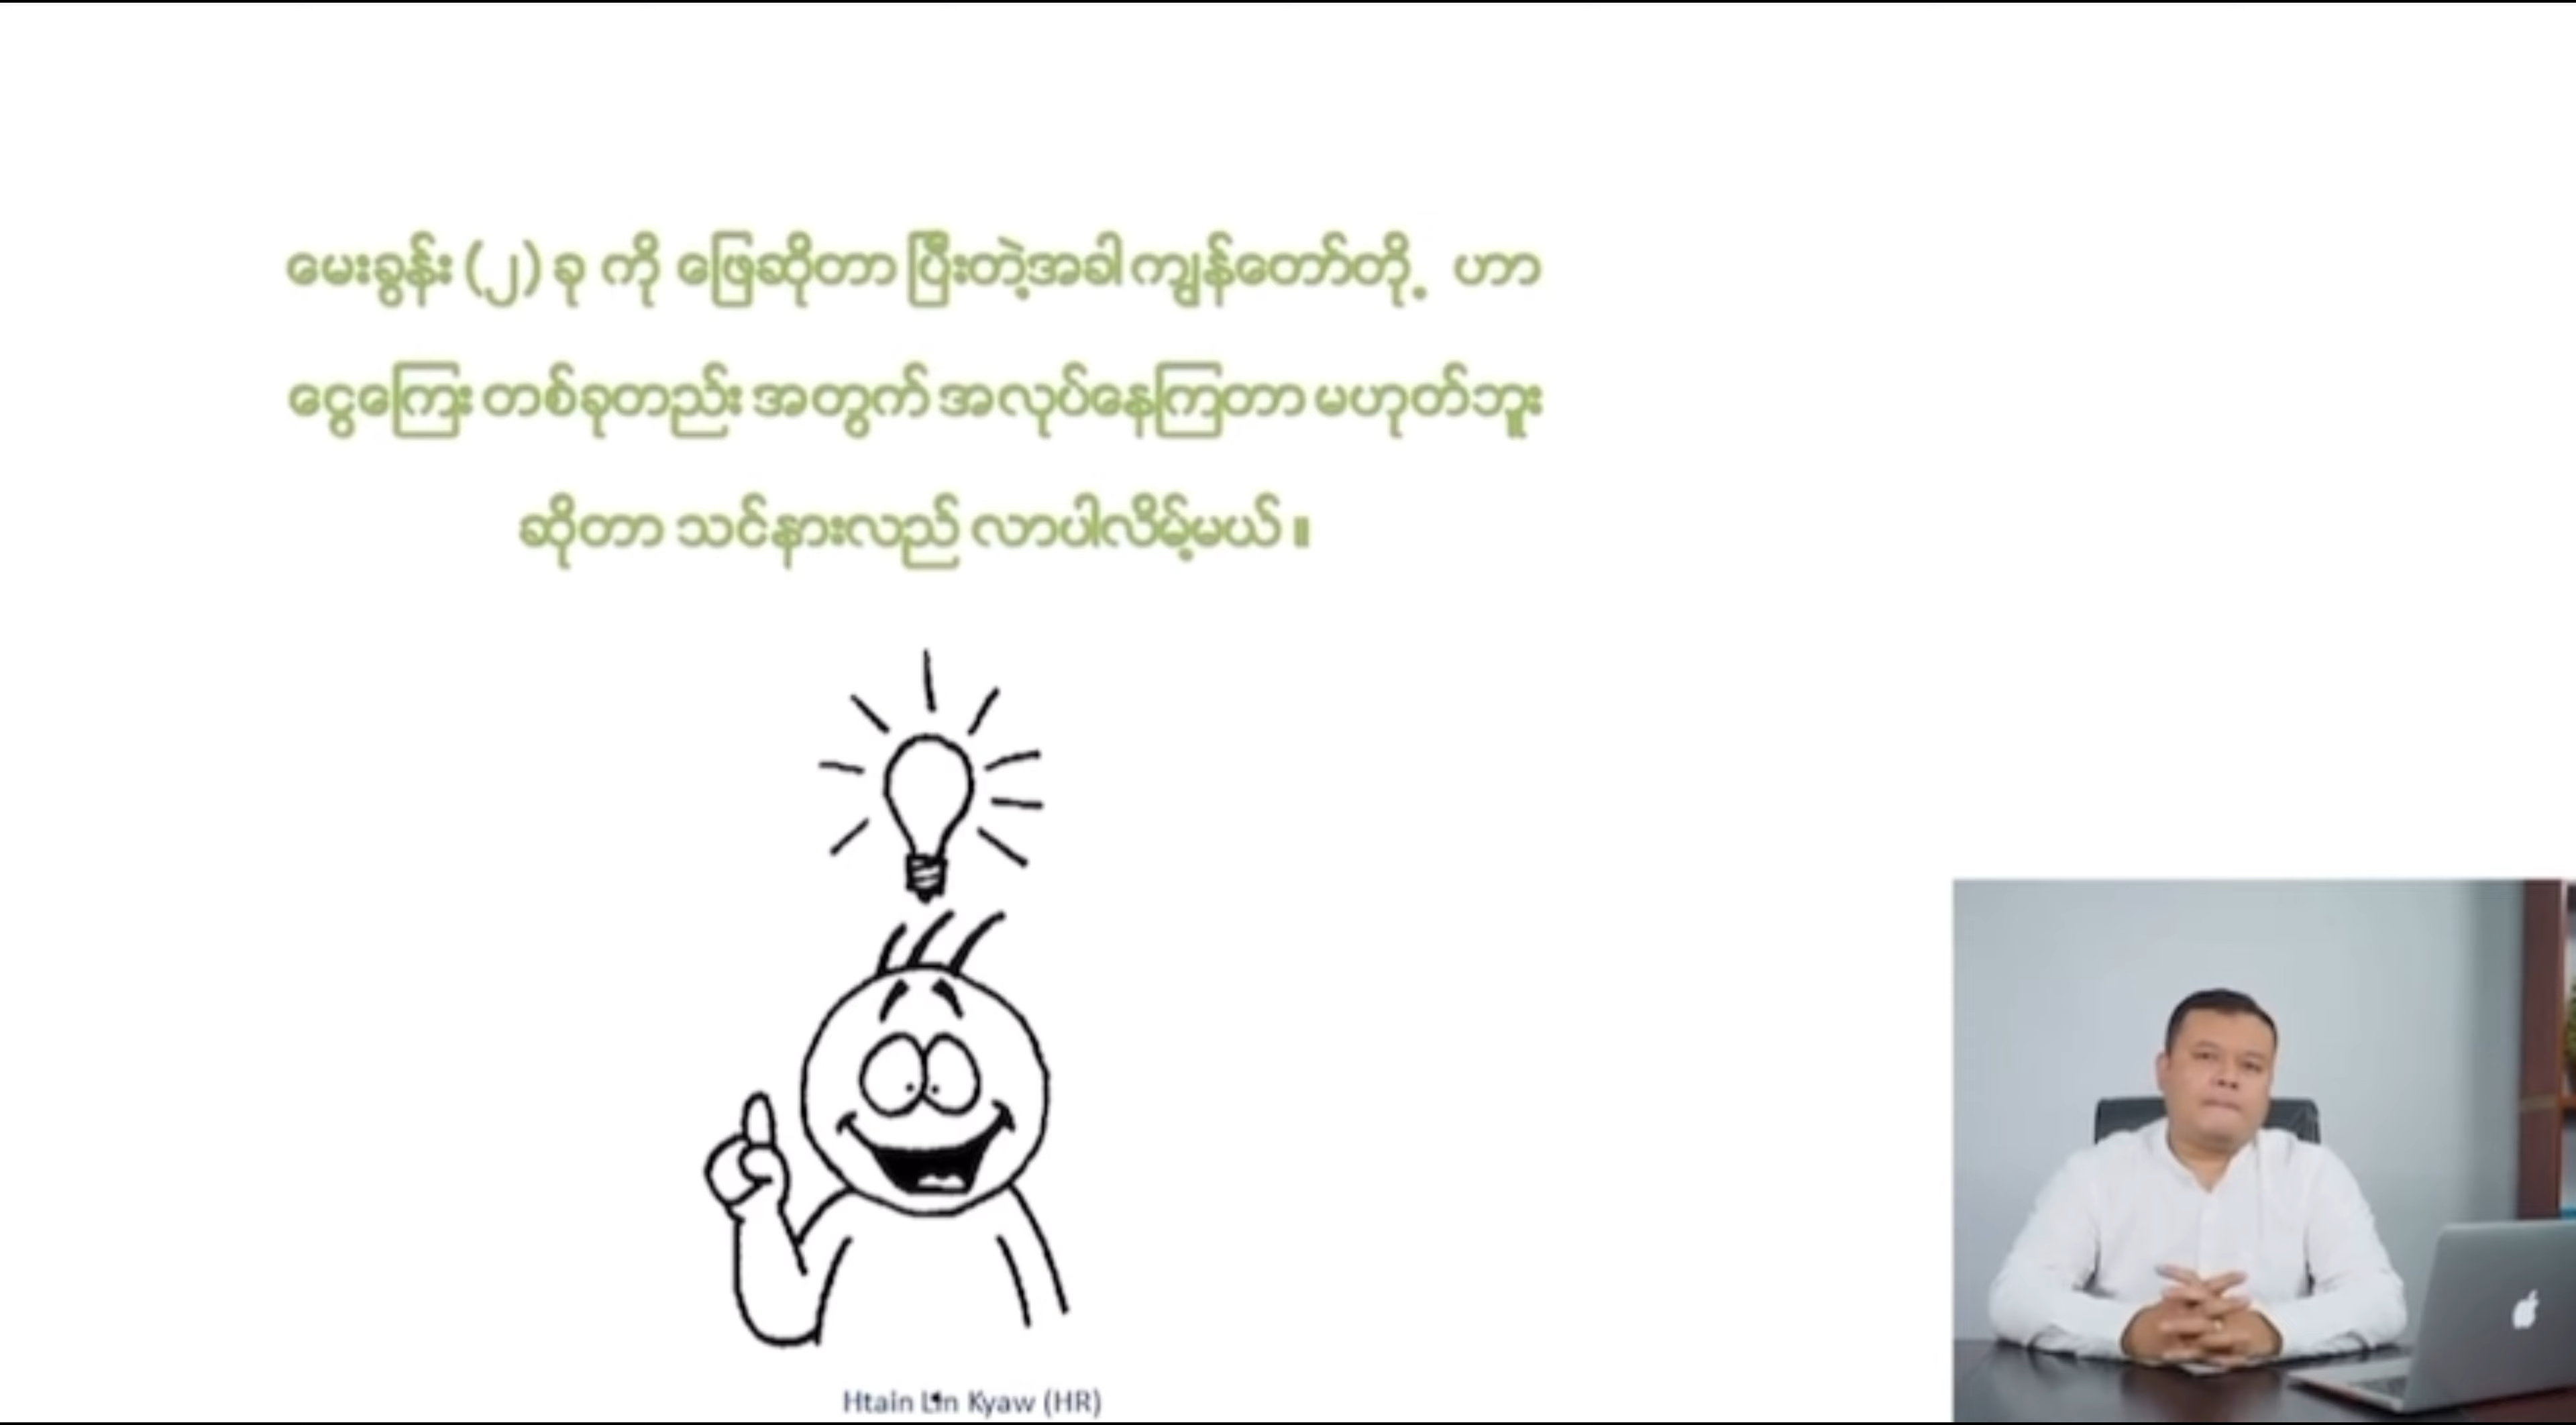 မေးခွန်း (၂) ခု ကို ဖြေဆိုတာ ပြီးတဲ့အခါ ကျွန်တော်တို့ ဟာ
ငွေကြေး တစ်ခုတည်း အတွက် အလုပ်နေကြတာ မဟုတ်ဘူး
ဆိုတာ သင်နားလည် လာပါလိမ့်မယ် ။
Htain Lin Kyaw (HR)